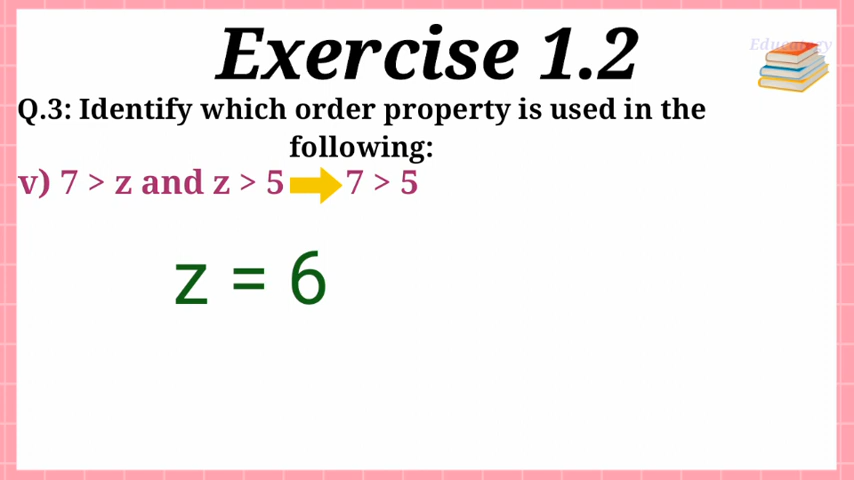 Exercise 1.2
Q.3: Identify which order property is used in the
following:
v) 7 > z and z > 5 7 > 5
z = 6